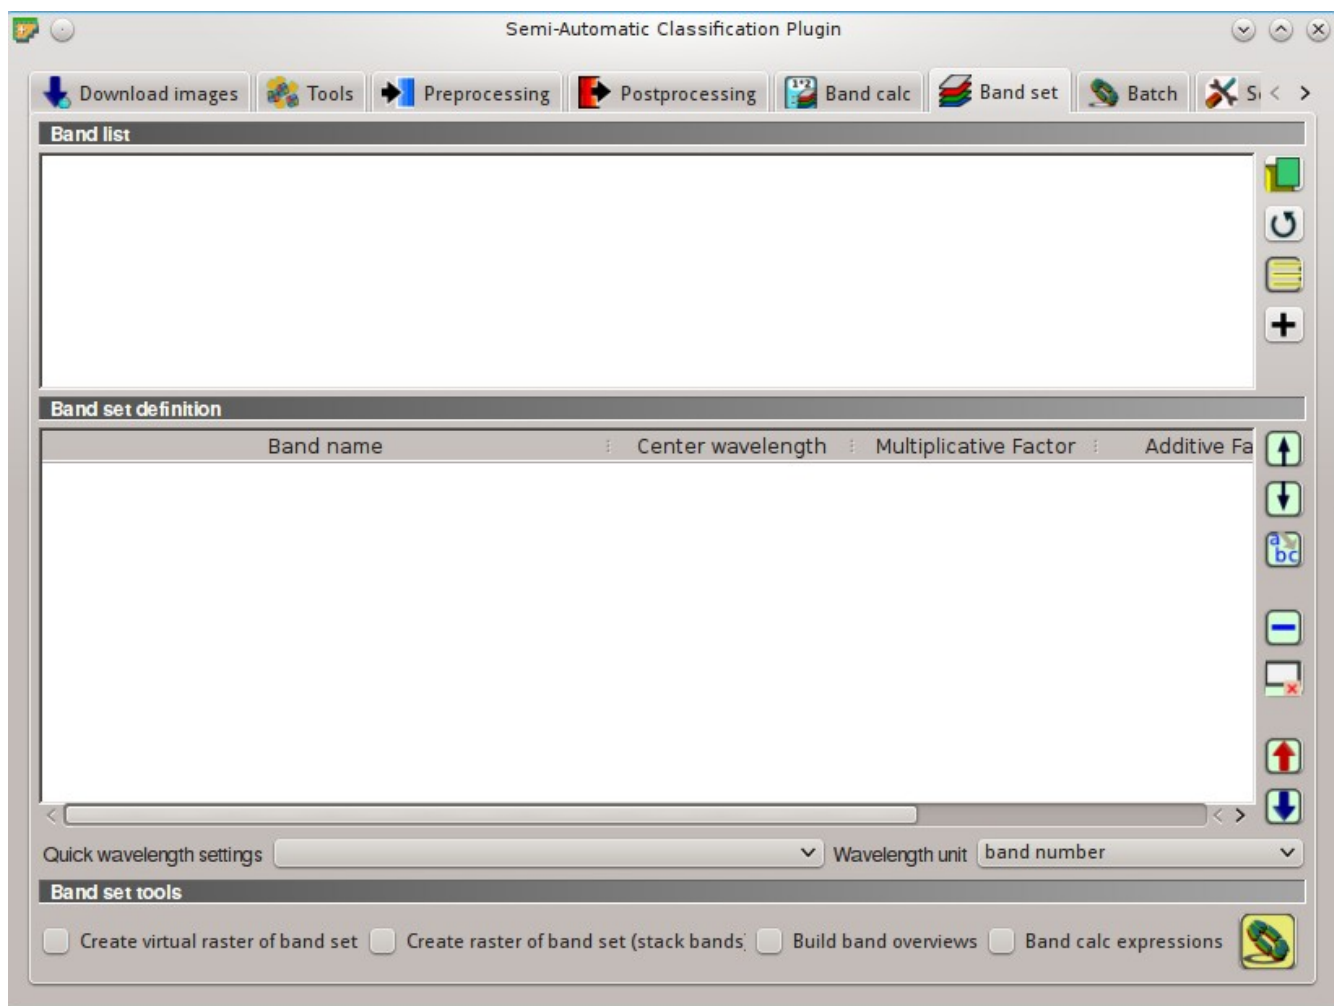 Semi-Automatic Classification Plugin
Download images Tools Preprocessing Postprocessing Band calc Band set Batch
Band list
Band set definition
Band name Center wavelength Multiplicative Factor Additive Fa
a
bc
Quick wavelength settings Wavelength unit band number
Band set tools
Create virtual raster of band set Create raster of band set (stack bands) Build band overviews Band calc expressions